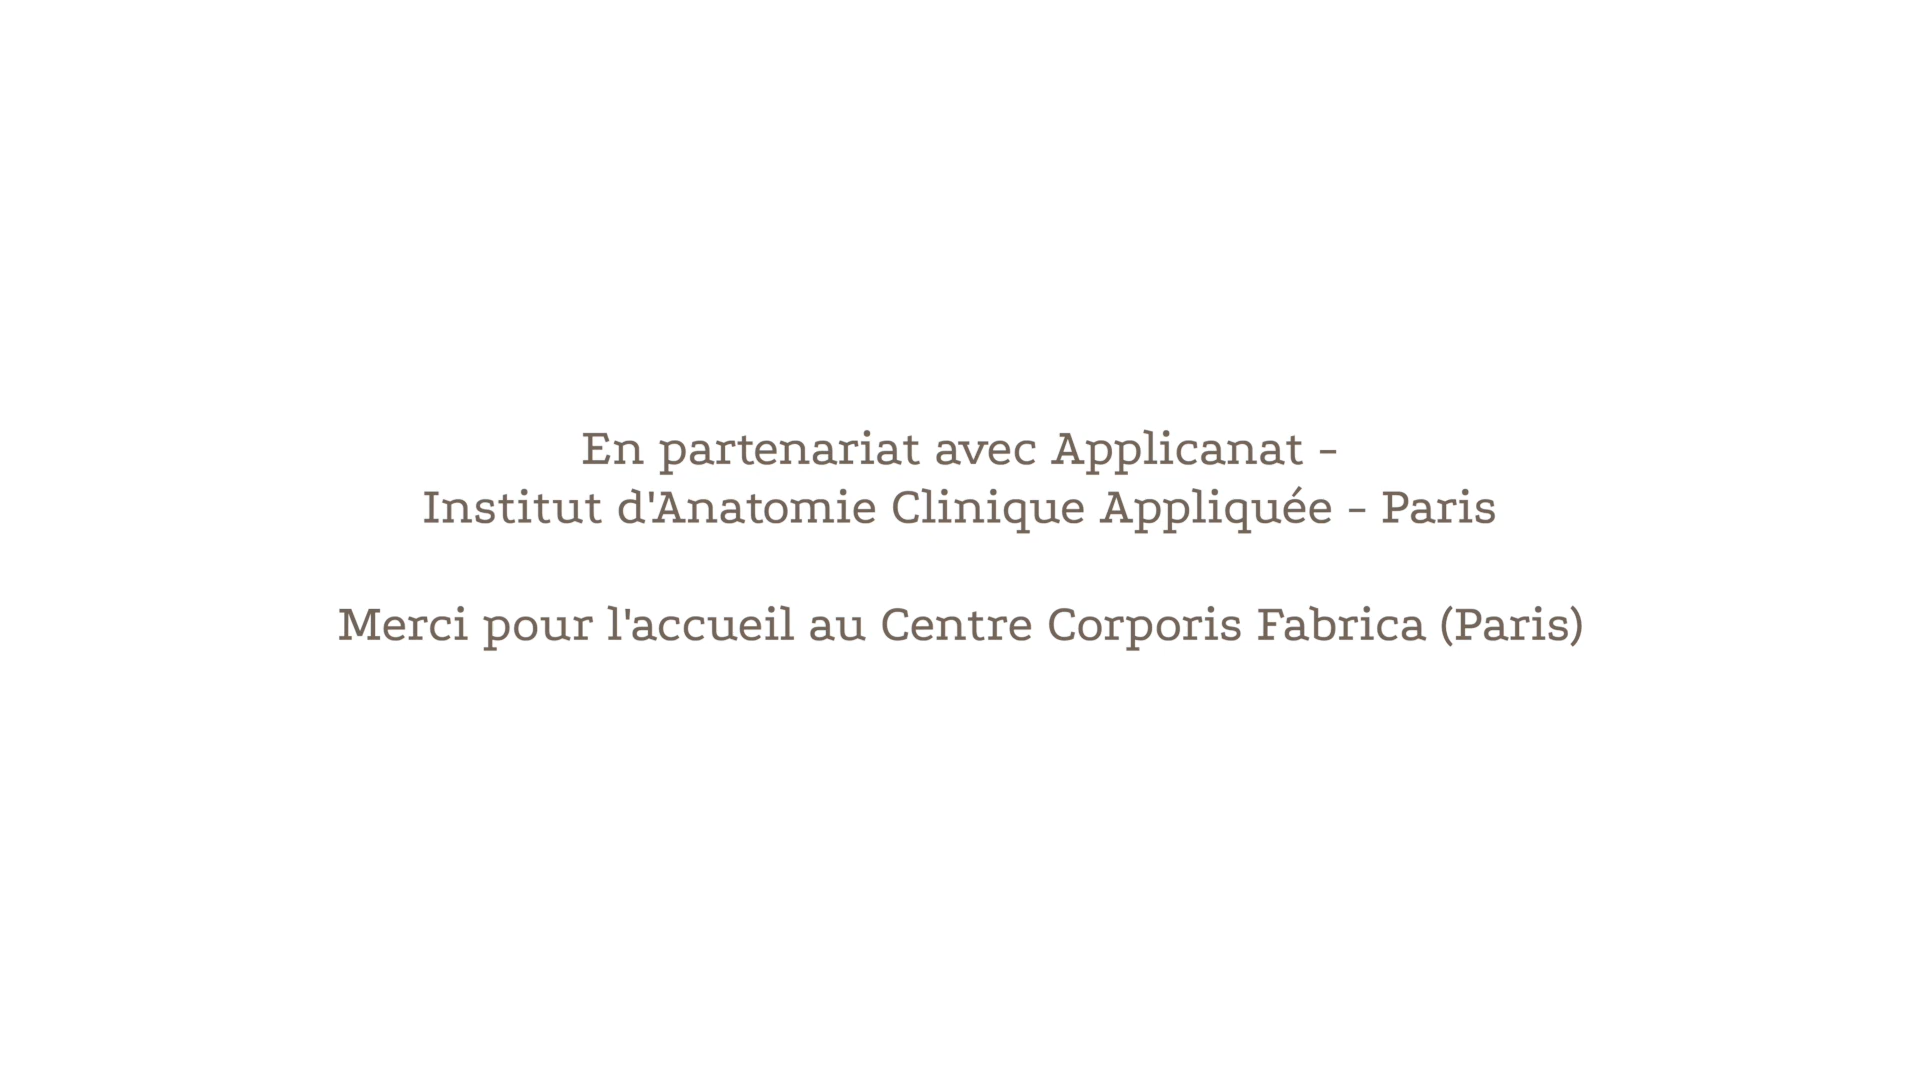 En partenariat avec Applicanat -
Institut d'Anatomie Clinique Appliquée - Paris
Merci pour l'accueil au Centre Corporis Fabrica (Paris)